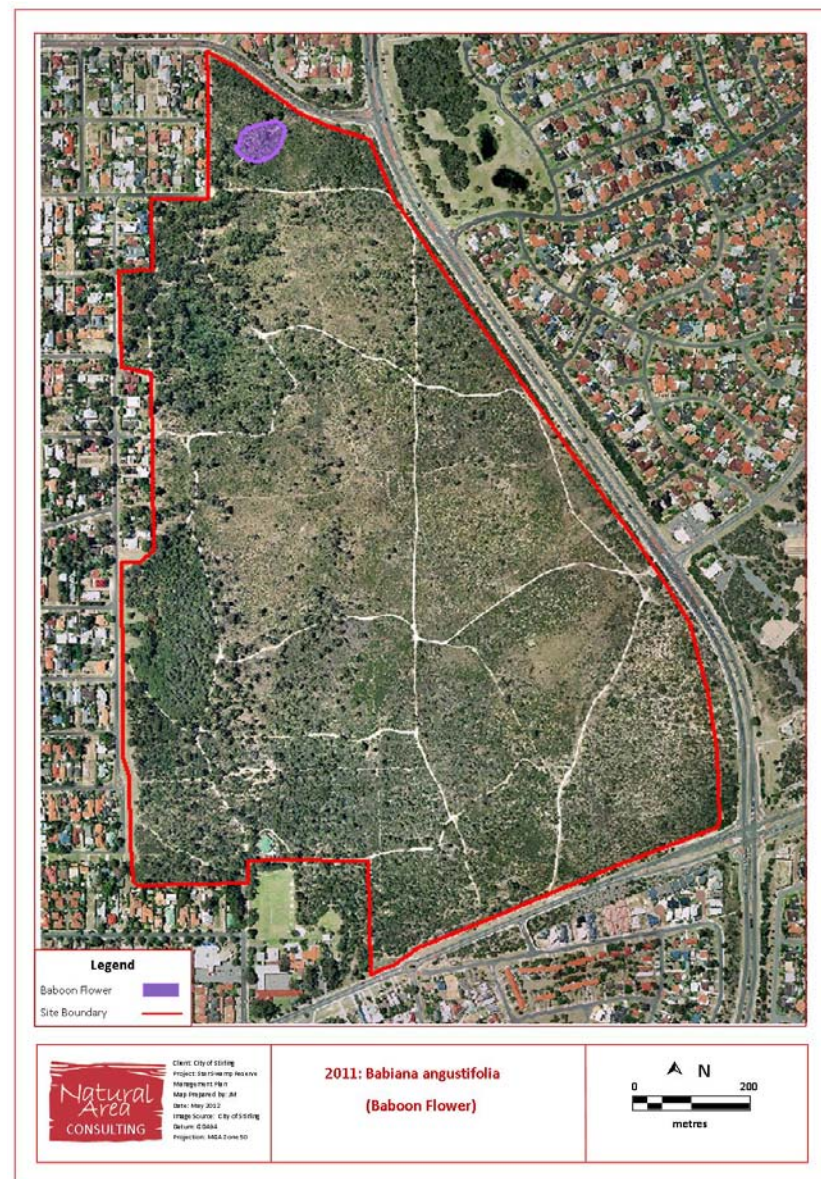 Legend
Baboon Flower
Site Boundary
Natural
Area
CONSULTING
Client: City of Stirling
Project: Star Swamp Reserve
Management Plan
Map Prepared by: JM
Date: May 2012
Image Source: City of Stirling
Datum: GDA94
Projection: MGA Zone 50
2011: Babiana angustifolia
(Baboon Flower)
N
0 200
metres